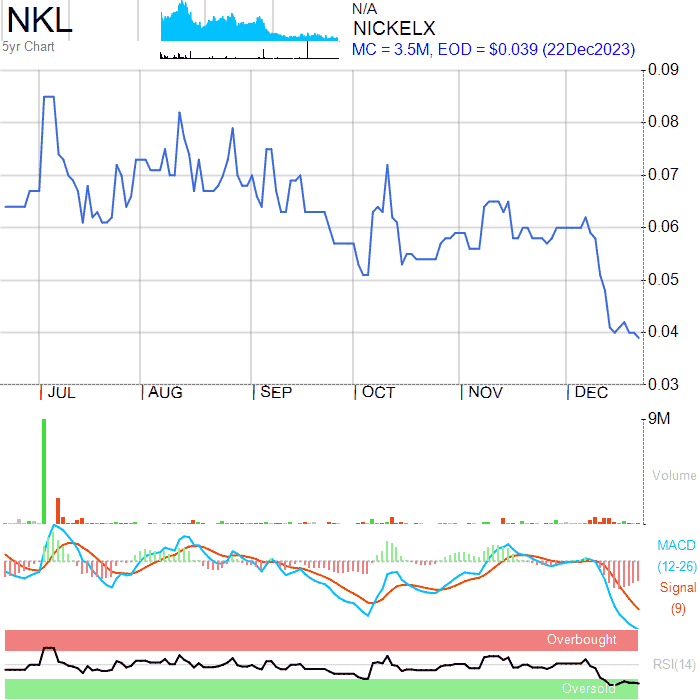 NKL
5yr Chart
N/A
NICKELX
MC = 3.5M, EOD = $0.039 (22Dec2023)
0.09
0.08
0.07
0.06
0.05
0.04
0.03
JUL AUG SEP OCT NOV DEC
9M
Volume
MACD
(12-26)
Signal
(9)
Overbought
RSI(14)
Oversold